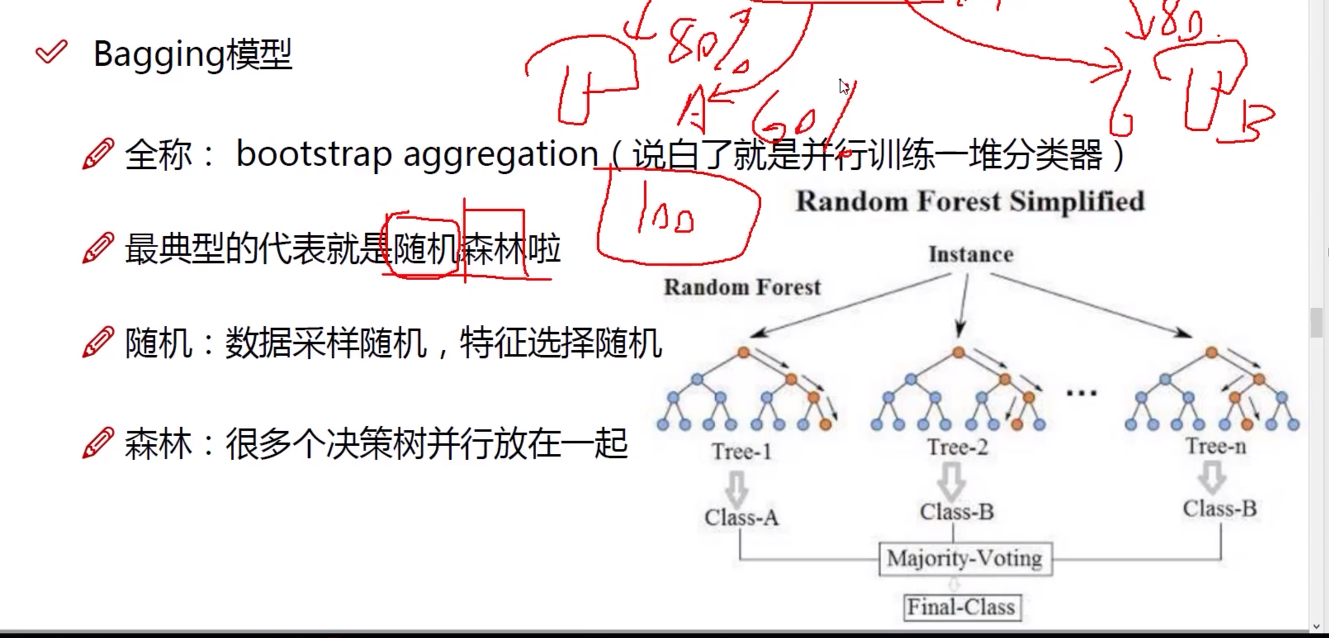 80%
80
Bagging模型
A
60%
B
全称： bootstrap aggregation（说白了就是并行训练一堆分类器）
100
Random Forest Simplified
最典型的代表就是随机森林啦
Instance
Random Forest
随机：数据采样随机，特征选择随机
...
森林：很多个决策树并行放在一起
Tree-1
Tree-2
Tree-n
Class-A
Class-B
Class-B
Majority-Voting
Final-Class